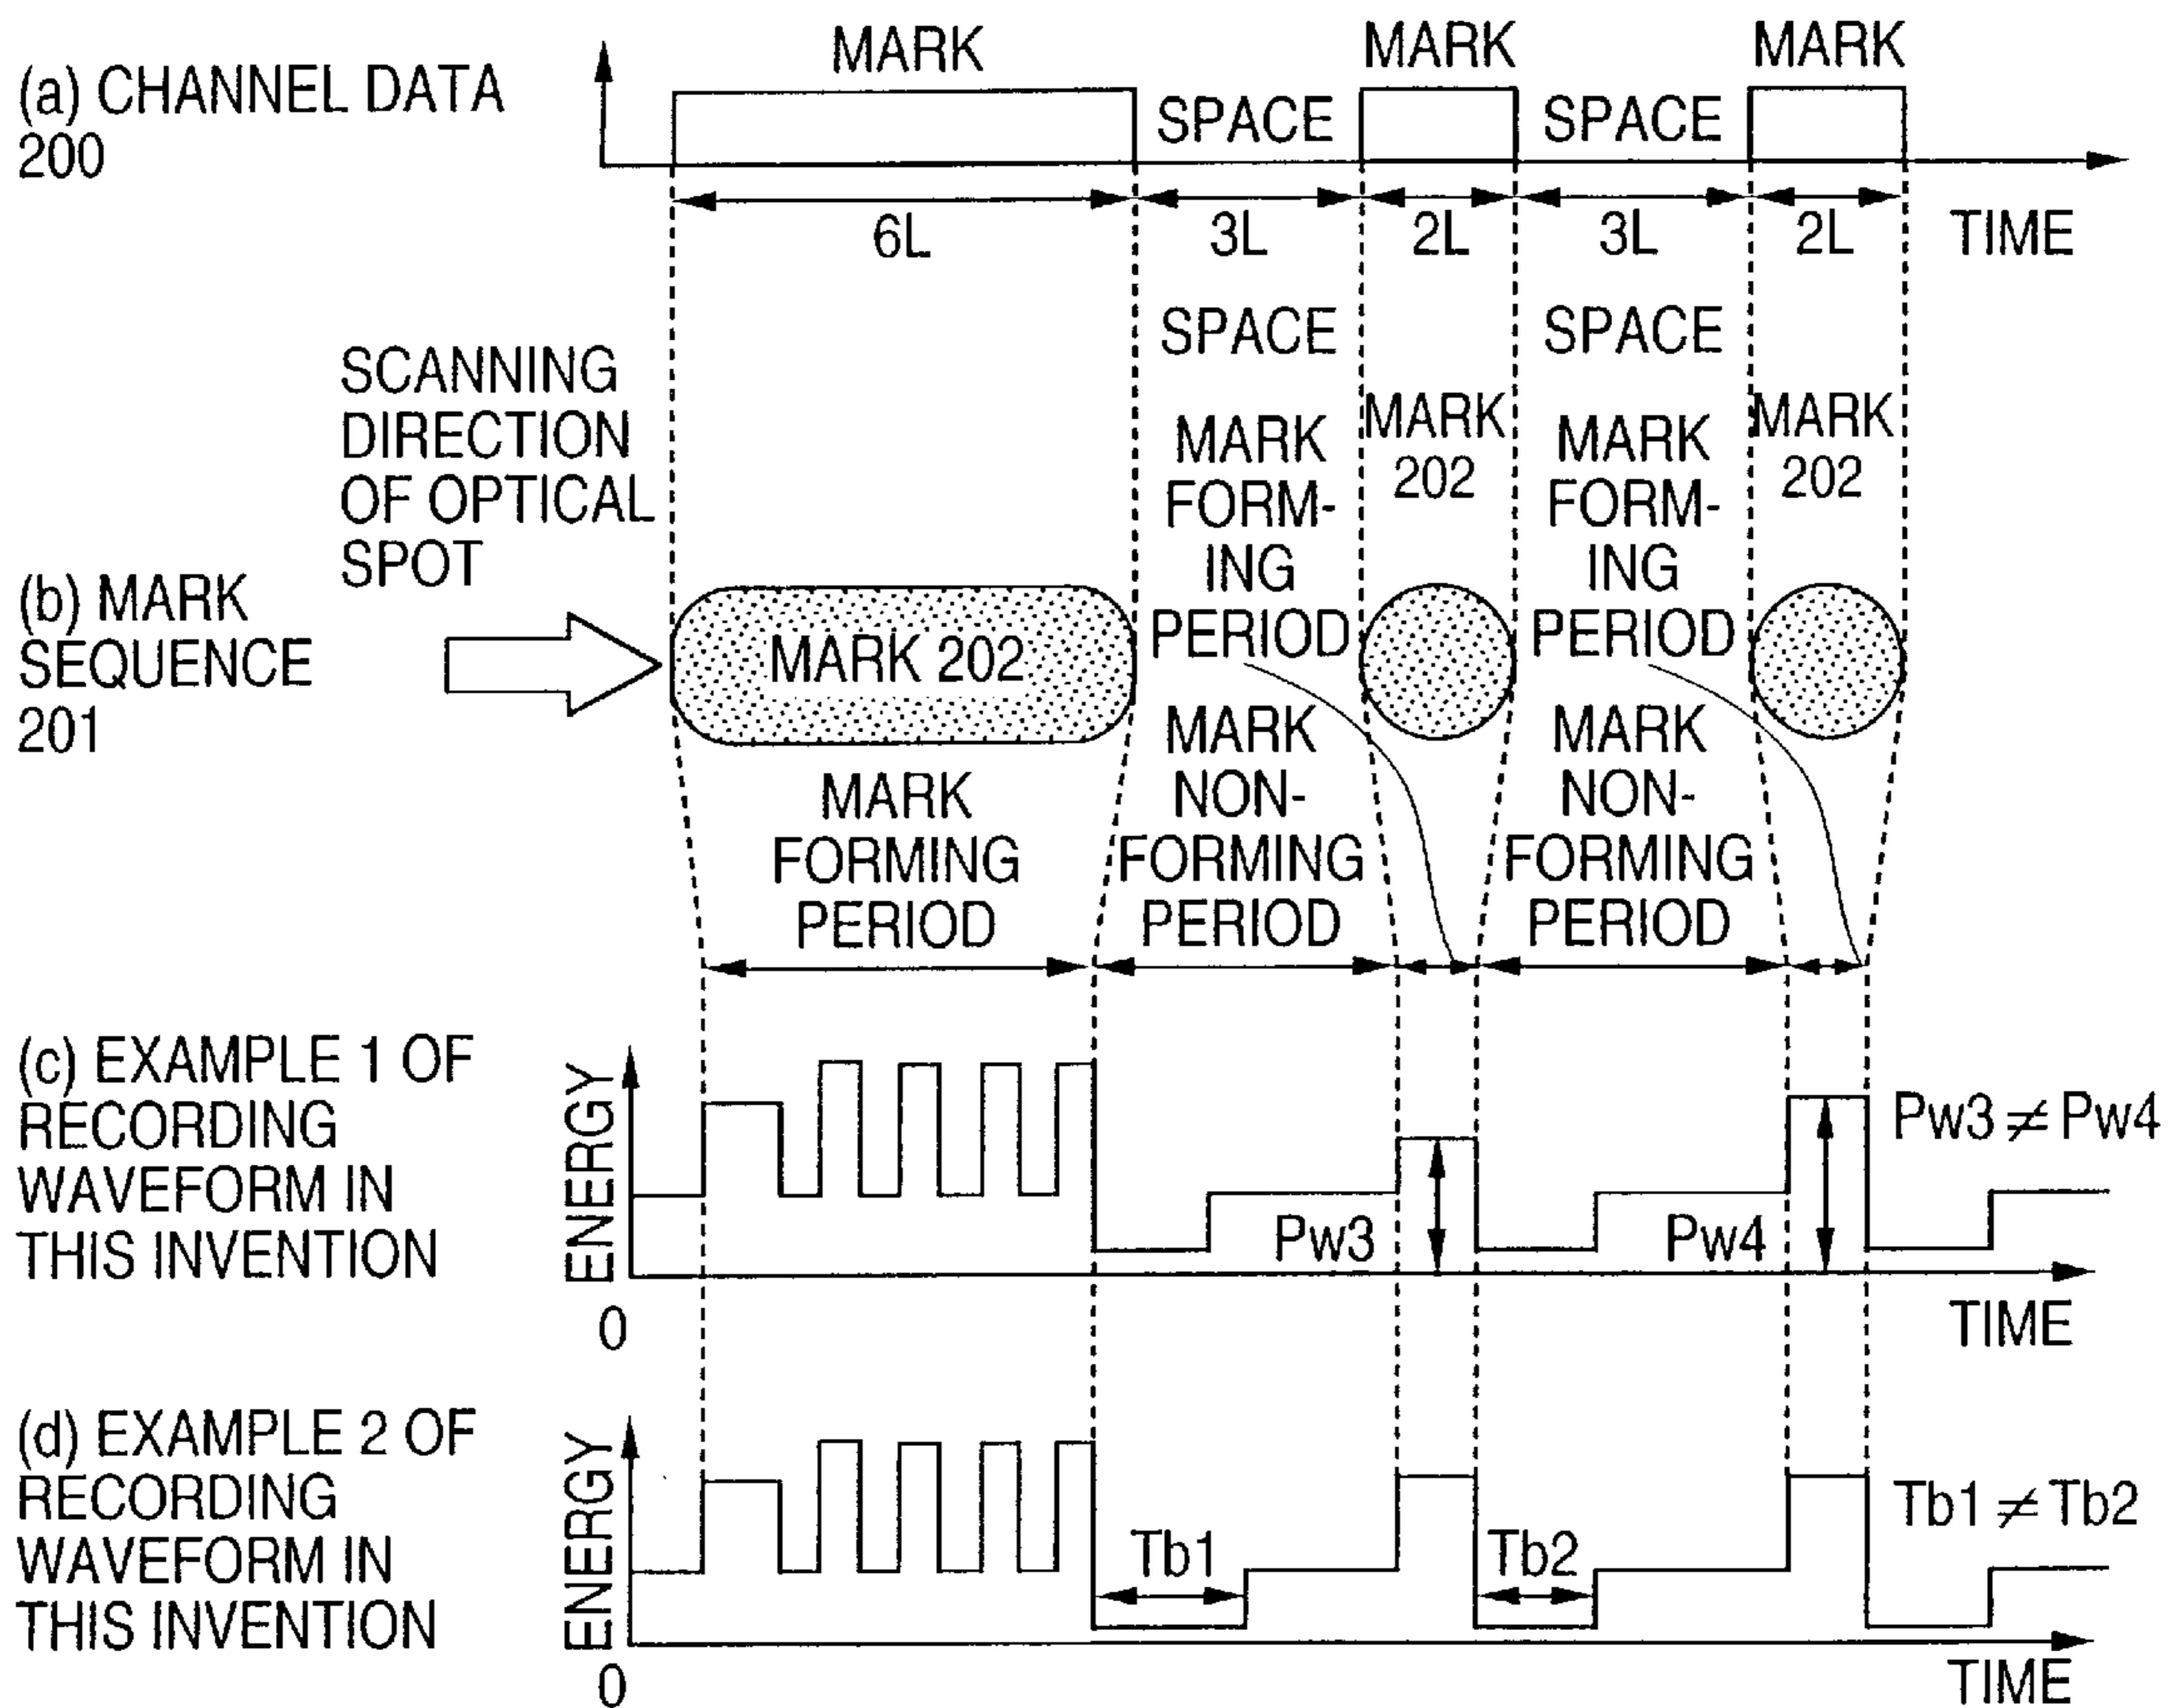 (a) CHANNEL DATA
200
MARK
MARK
MARK
SPACE
SPACE
6L
3L
2L
3L
2L
TIME
SCANNING
DIRECTION
OF OPTICAL
SPOT
SPACE
SPACE
MARK
FORM-
ING
PERIOD
MARK
202
MARK
FORM-
ING
PERIOD
MARK
202
(b) MARK
SEQUENCE
201
MARK 202
MARK
FORMING
PERIOD
MARK
NON-
FORMING
PERIOD
MARK
NON-
FORMING
PERIOD
(c) EXAMPLE 1 OF
RECORDING
WAVEFORM IN
THIS INVENTION
ENERGY
Pw3
Pw4
Pw3 ≠ Pw4
0
TIME
(d) EXAMPLE 2 OF
RECORDING
WAVEFORM IN
THIS INVENTION
ENERGY
Tb1
Tb2
Tb1 ≠ Tb2
0
TIME